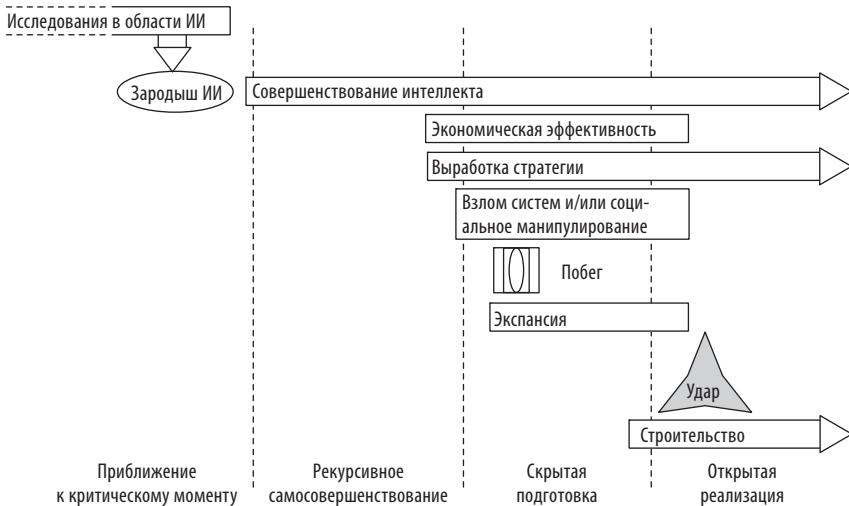 Исследования в области ИИ
Зародыш ИИ
Совершенствование интеллекта
Экономическая эффективность
Выработка стратегии
Взлом систем и/или соци-
альное манипулирование
Побег
Экспансия
Удар
Строительство
Приближение
к критическому моменту
Рекурсивное
самосовершенствование
Скрытая
подготовка
Открытая
реализация